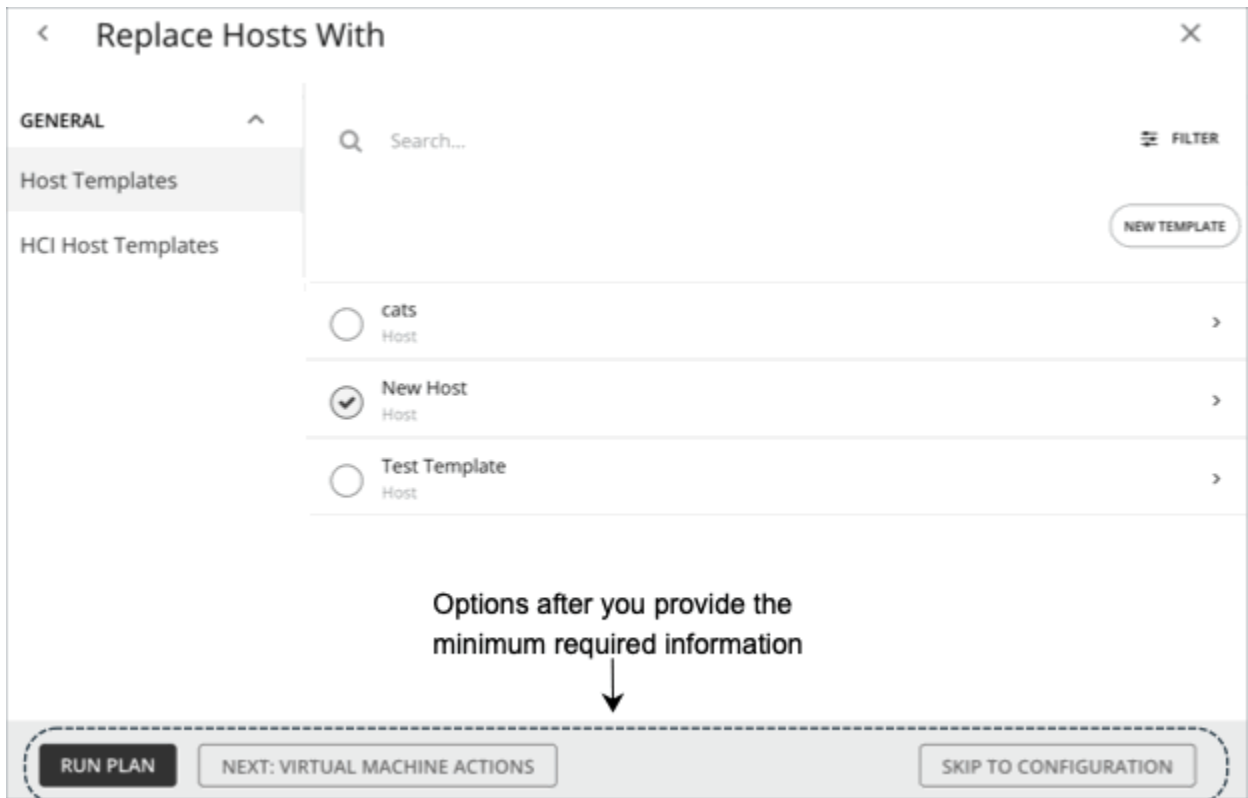 Replace Hosts With
GENERAL
Host Templates
HCI Host Templates
Search...
FILTER
NEW TEMPLATE
cats
Host
New Host
Host
Test Template
Host
Options after you provide the
minimum required information
RUN PLAN
NEXT: VIRTUAL MACHINE ACTIONS
SKIP TO CONFIGURATION